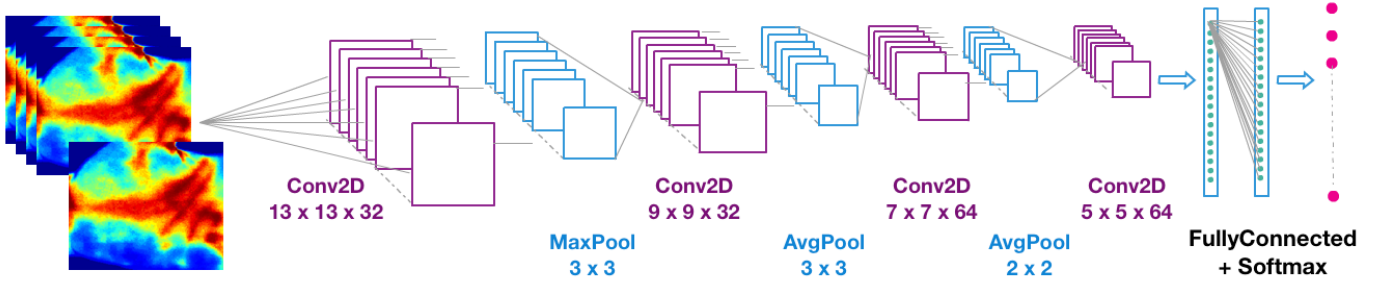 Conv2D
13 x 13 x 32
MaxPool
3 x 3
Conv2D
9 x 9 x 32
AvgPool
3 x 3
Conv2D
7 x 7 x 64
AvgPool
2 x 2
Conv2D
5 x 5 x 64
FullyConnected
+ Softmax